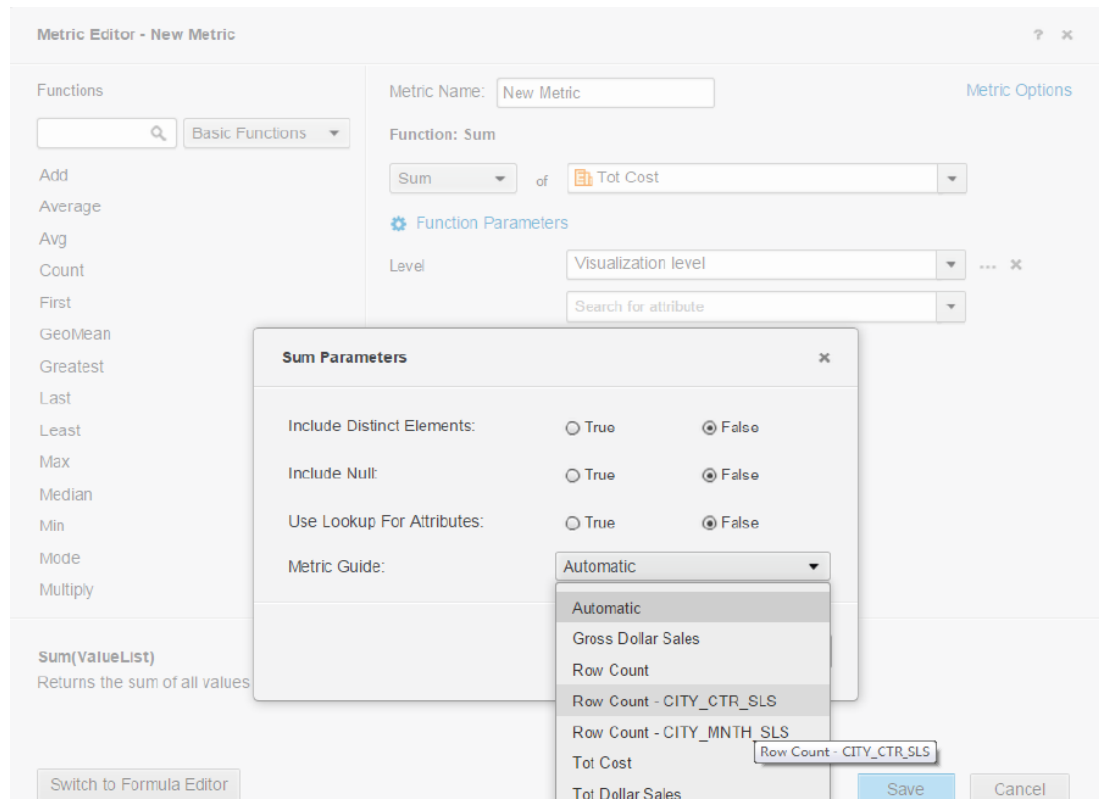 Metric Editor - New Metric
? ×
Functions
Metric Name: New Metric
Metric Options
Basic Functions
Function: Sum
Add
Sum of Tot Cost
Average
Function Parameters
Avg
Count
Level Visualization level
First
Search for attribute
GeoMean
Greatest
Last
Least
Max
Median
Min
Mode
Multiply
Sum Parameters
Include Distinct Elements: True False
Include Null: True False
Use Lookup For Attributes: True False
Metric Guide: Automatic
Automatic
Gross Dollar Sales
Row Count
Row Count - CITY_CTR_SLS
Row Count - CITY_MNTH_SLS
Row Count - CITY_CTR_SLS
Tot Cost
Tot Dollar Sales
Sum(ValueList)
Returns the sum of all values
Switch to Formula Editor
Save Cancel